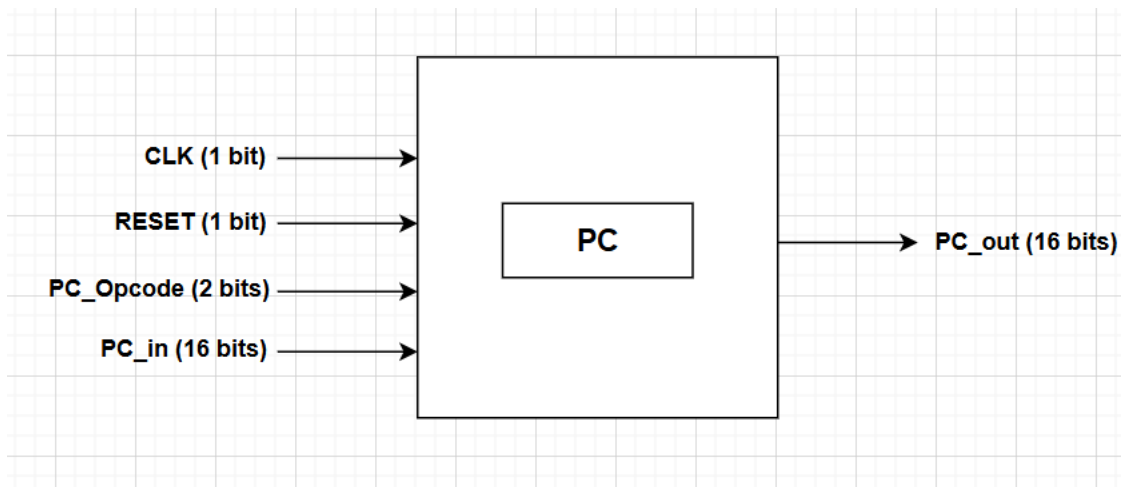 CLK (1 bit)
RESET (1 bit)
PC_Opcode (2 bits)
PC_in (16 bits)
PC
PC_out (16 bits)